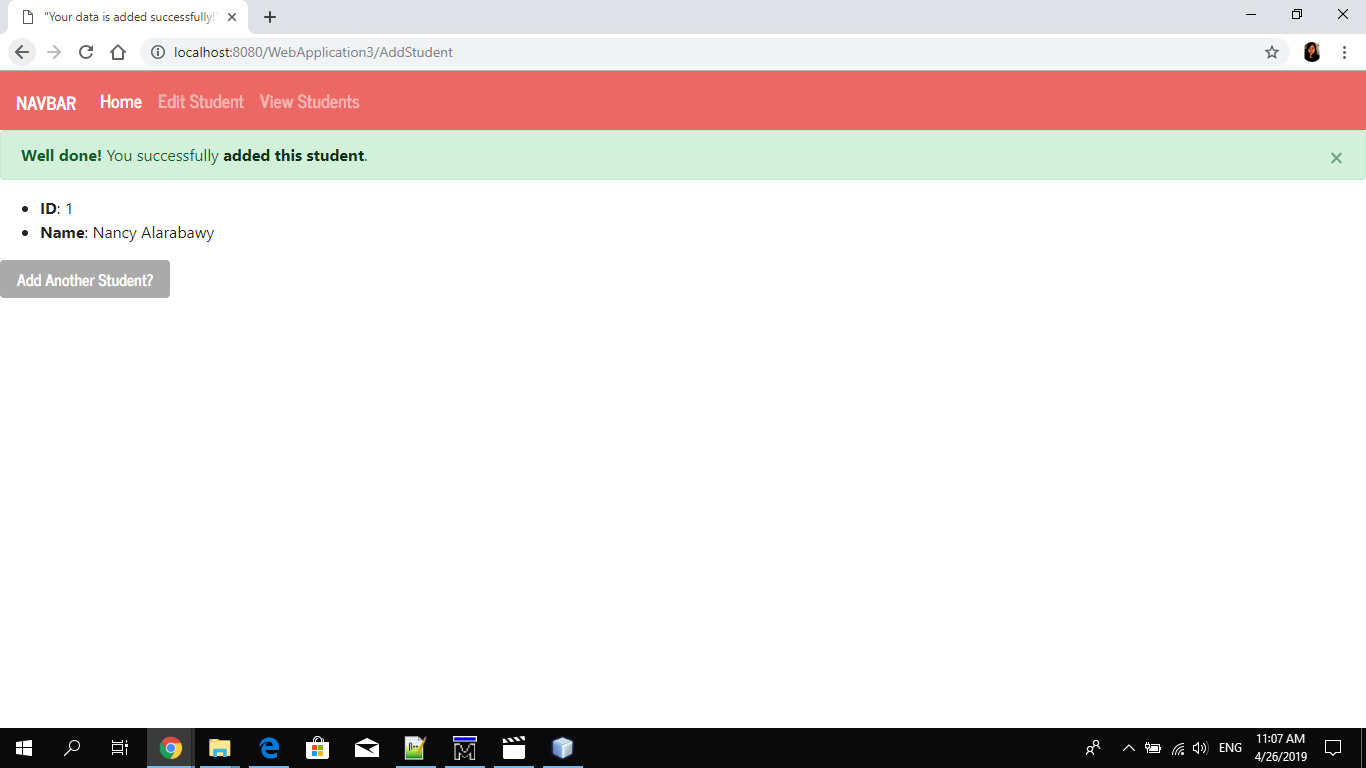 "Your data is added successfully!"
localhost:8080/WebApplication3/AddStudent
NAVBAR Home Edit Student View Students
Well done! You successfully added this student. ×
• ID: 1
• Name: Nancy Alarabawy
Add Another Student?
ENG 11:07 AM
4/26/2019